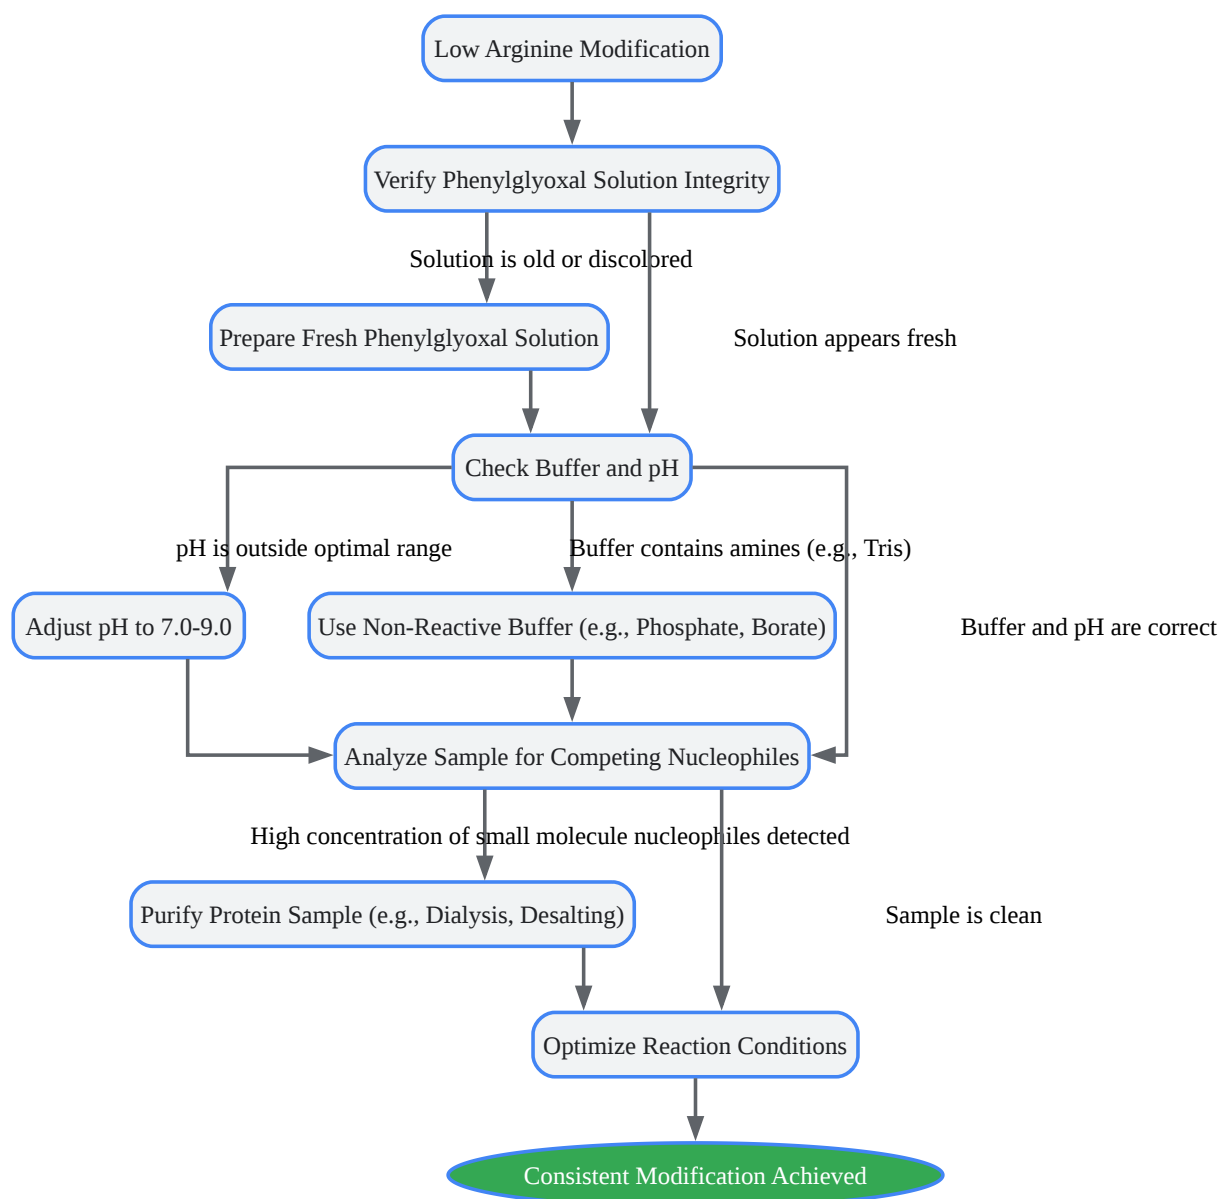 Low Arginine Modification
Verify Phenylglyoxal Solution Integrity
Solution is old or discolored
Prepare Fresh Phenylglyoxal Solution
Solution appears fresh
Check Buffer and pH
pH is outside optimal range
Buffer contains amines (e.g., Tris)
Adjust pH to 7.0-9.0
Use Non-Reactive Buffer (e.g., Phosphate, Borate)
Buffer and pH are correct
Analyze Sample for Competing Nucleophiles
High concentration of small molecule nucleophiles detected
Purify Protein Sample (e.g., Dialysis, Desalting)
Sample is clean
Optimize Reaction Conditions
Consistent Modification Achieved